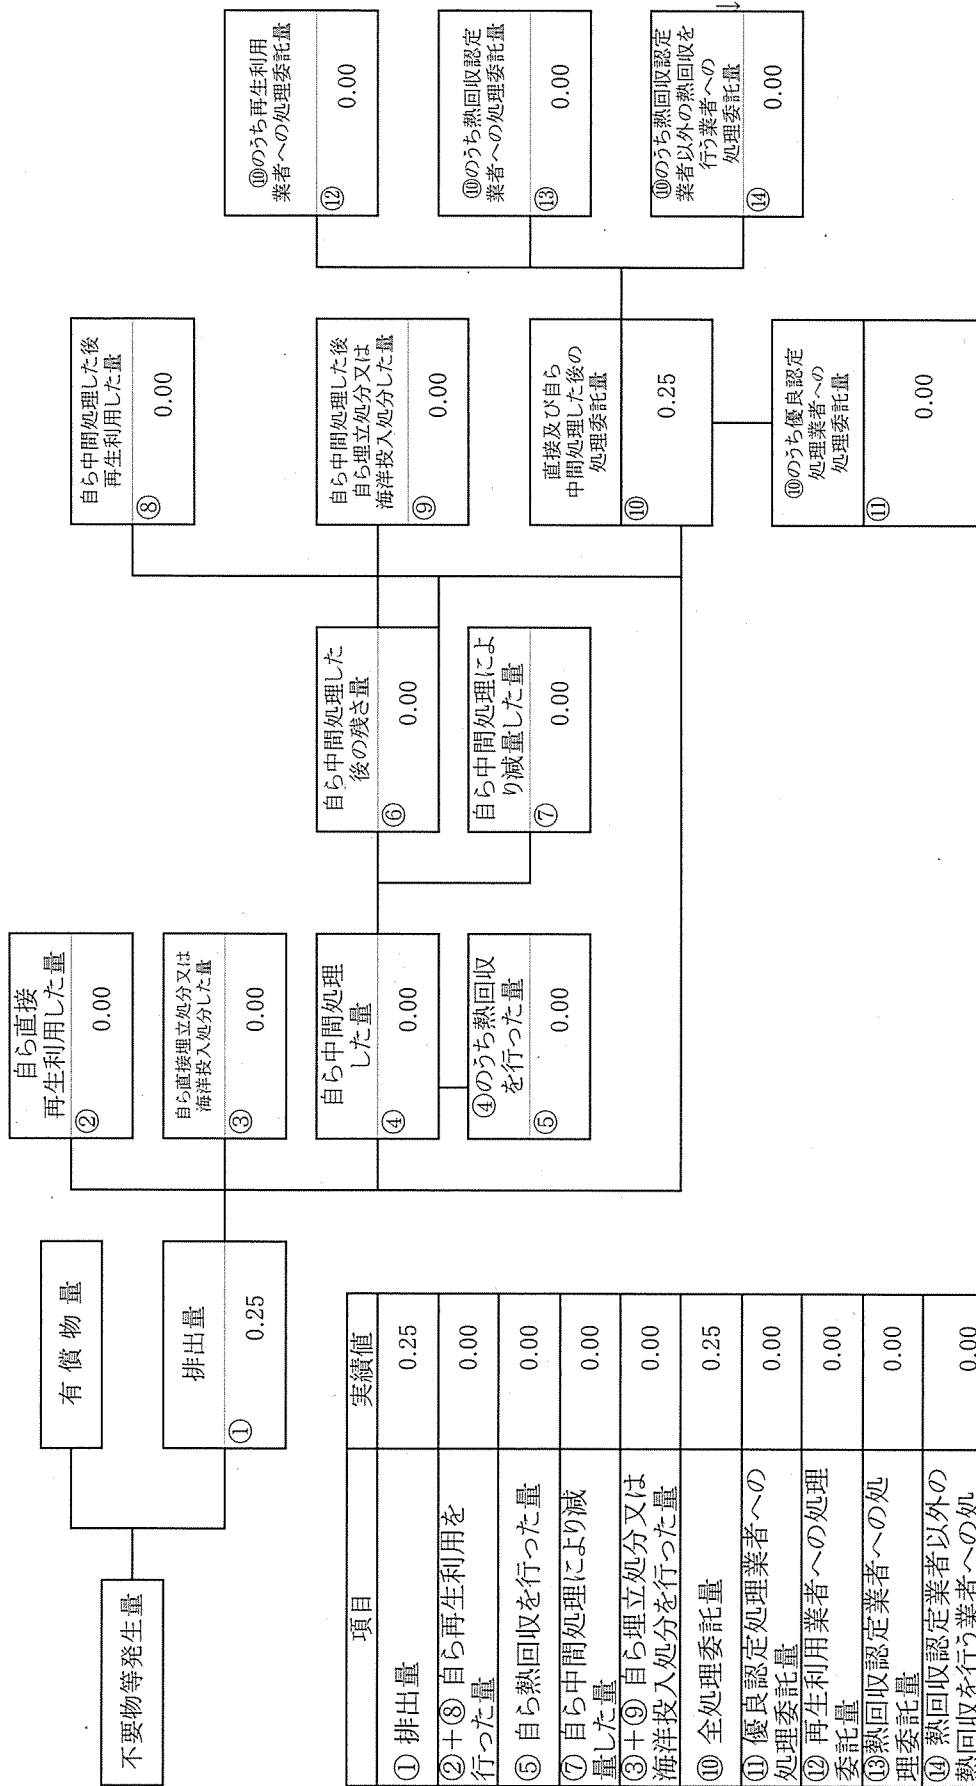 不要物等発生量
有 償 物 量
排出量
①
0.25
自ら直接
再生利用した量
②
0.00
自ら直接埋立処分又は
海洋投入処分した量
③
0.00
自ら中間処理
した量
④
0.00
④のうち熱回収
を行った量
⑤
0.00
自ら中間処理した
後の残さ量
⑥
0.00
自ら中間処理によ
り減量した量
⑦
0.00
自ら中間処理した後
再生利用した量
⑧
0.00
自ら中間処理した後
自ら埋立処分又は
海洋投入処分した量
⑨
0.00
直接及び自ら
中間処理した後の
処理委託量
⑩
0.25
⑩のうち優良認定
処理業者への
処理委託量
⑪
0.00
⑩のうち再生利用
業者への処理委託量
⑫
0.00
⑩のうち熱回収認定
業者への処理委託量
⑬
0.00
⑩のうち熱回収認定
業者以外の熱回収を
行う業者への
処理委託量
⑭
0.00
項目 実績値
① 排出量 0.25
②+⑧ 自ら再生利用を
行った量 0.00
⑤ 自ら熱回収を行った量 0.00
⑦ 自ら中間処理により減
量した量 0.00
③+⑨ 自ら埋立処分又は
海洋投入処分を行った量 0.00
⑩ 全処理委託量 0.25
⑪ 優良認定処理業者への
処理委託量 0.00
⑫ 再生利用業者への処理
委託量 0.00
⑬熱回収認定業者への処
理委託量 0.00
⑭ 熱回収認定業者以外の
熱回収を行う業者への処 0.00